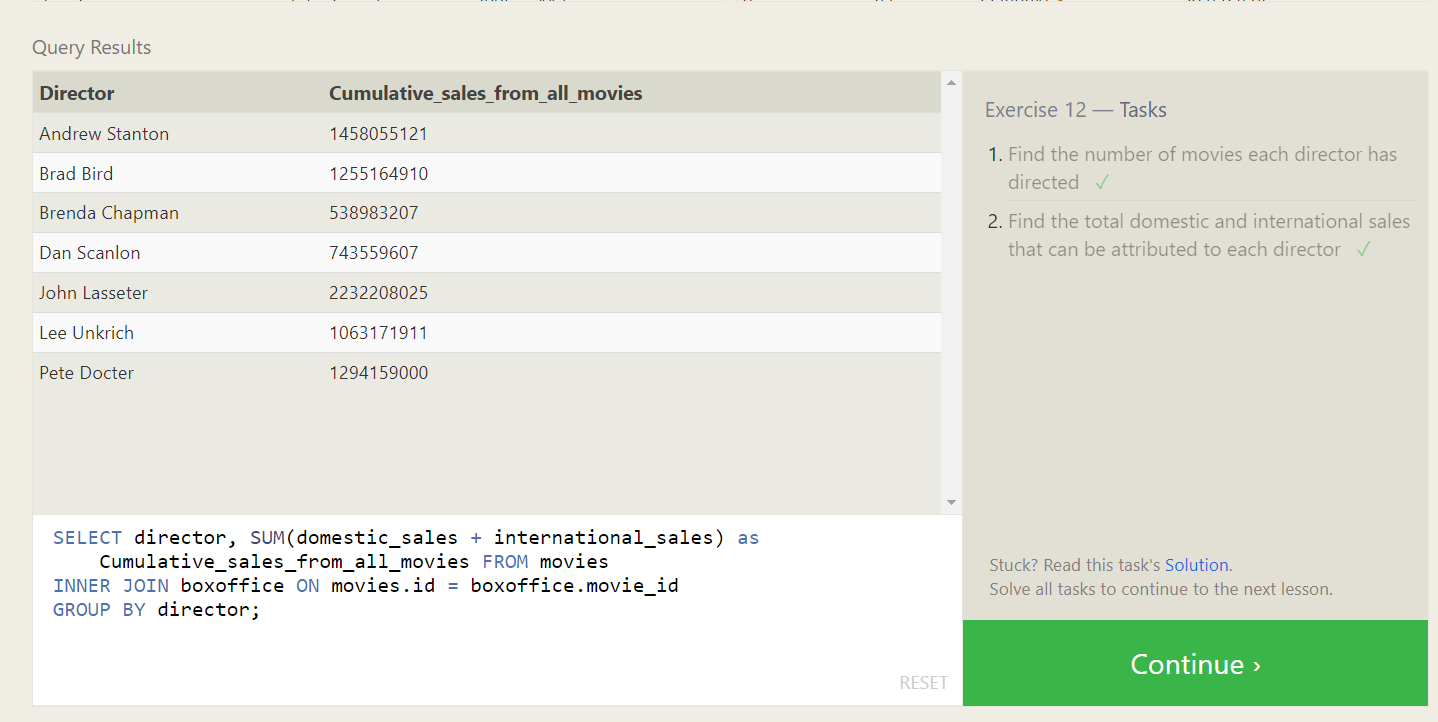 Query Results
Director Cumulative_sales_from_all_movies
Andrew Stanton 1458055121
Brad Bird 1255164910
Brenda Chapman 538983207
Dan Scanlon 743559607
John Lasseter 2232208025
Lee Unkrich 1063171911
Pete Docter 1294159000
SELECT director, SUM(domestic_sales + international_sales) as
Cumulative_sales_from_all_movies FROM movies
INNER JOIN boxoffice ON movies.id = boxoffice.movie_id
GROUP BY director;
RESET
Exercise 12 — Tasks
1. Find the number of movies each director has
directed ✓
2. Find the total domestic and international sales
that can be attributed to each director ✓
Stuck? Read this task's Solution.
Solve all tasks to continue to the next lesson.
Continue ›